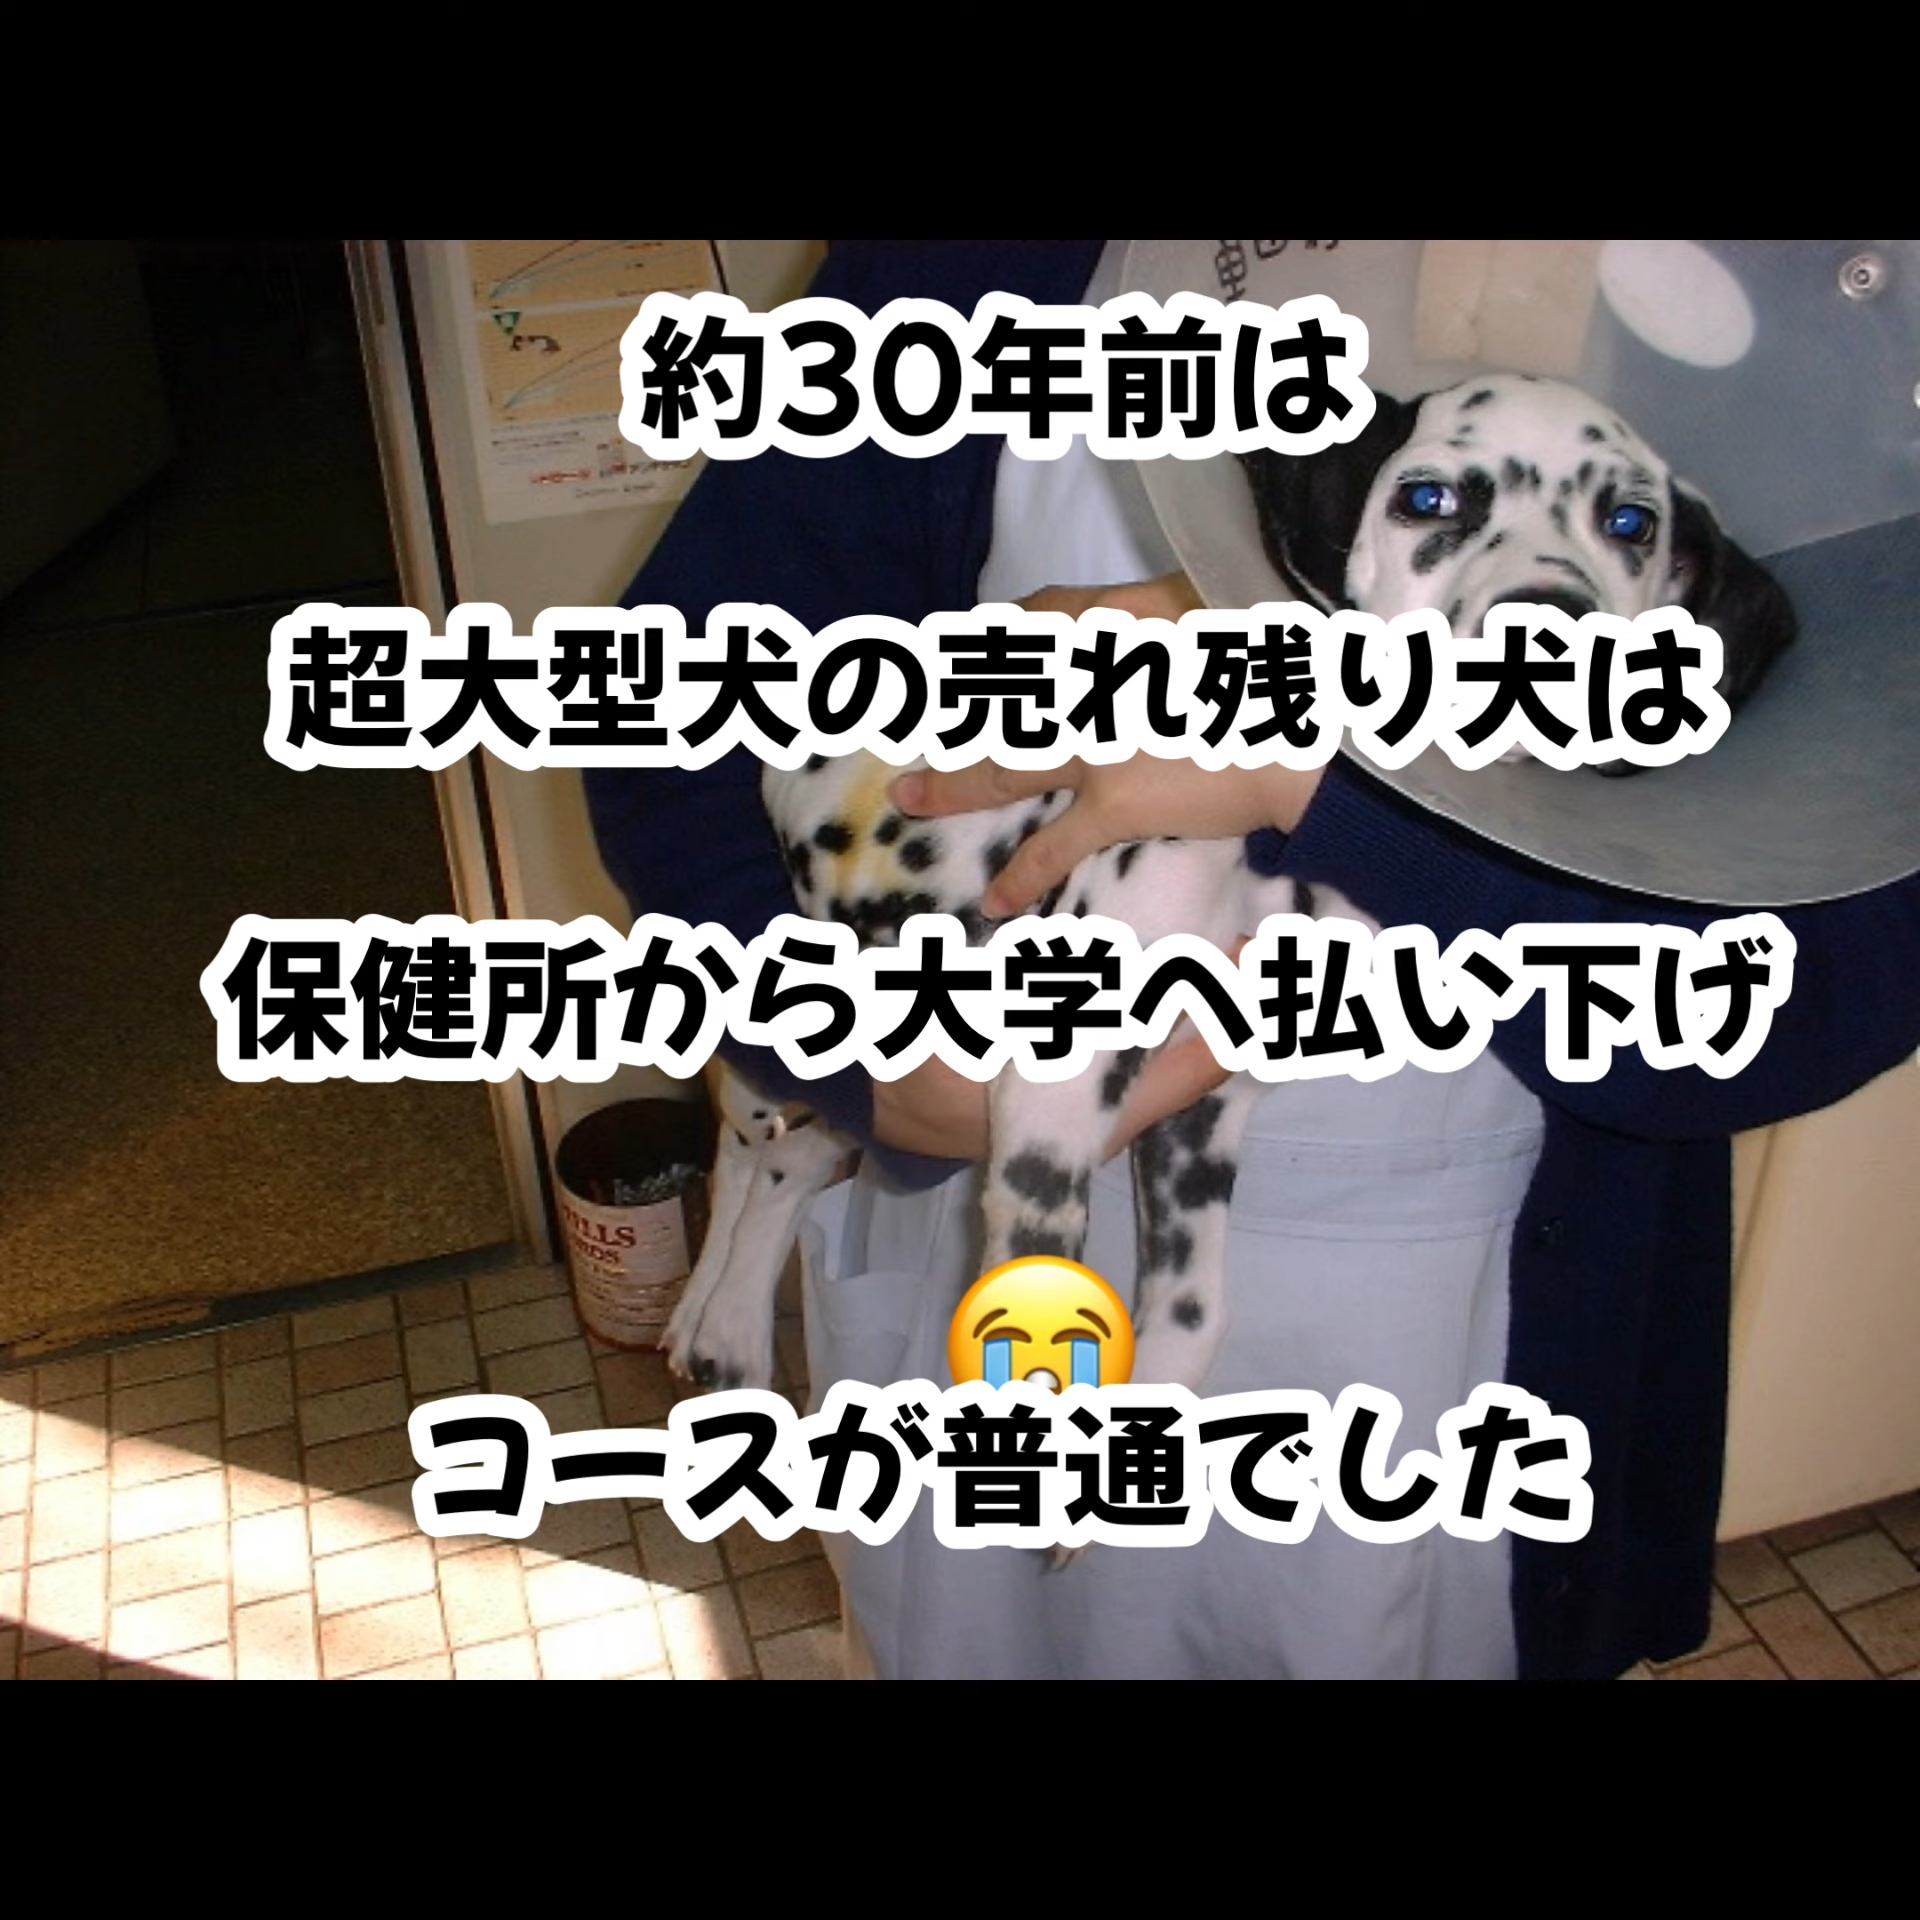 約30年前は
超大型犬の売れ残り犬は
保健所から大学へ払い下げ
コースが普通でした